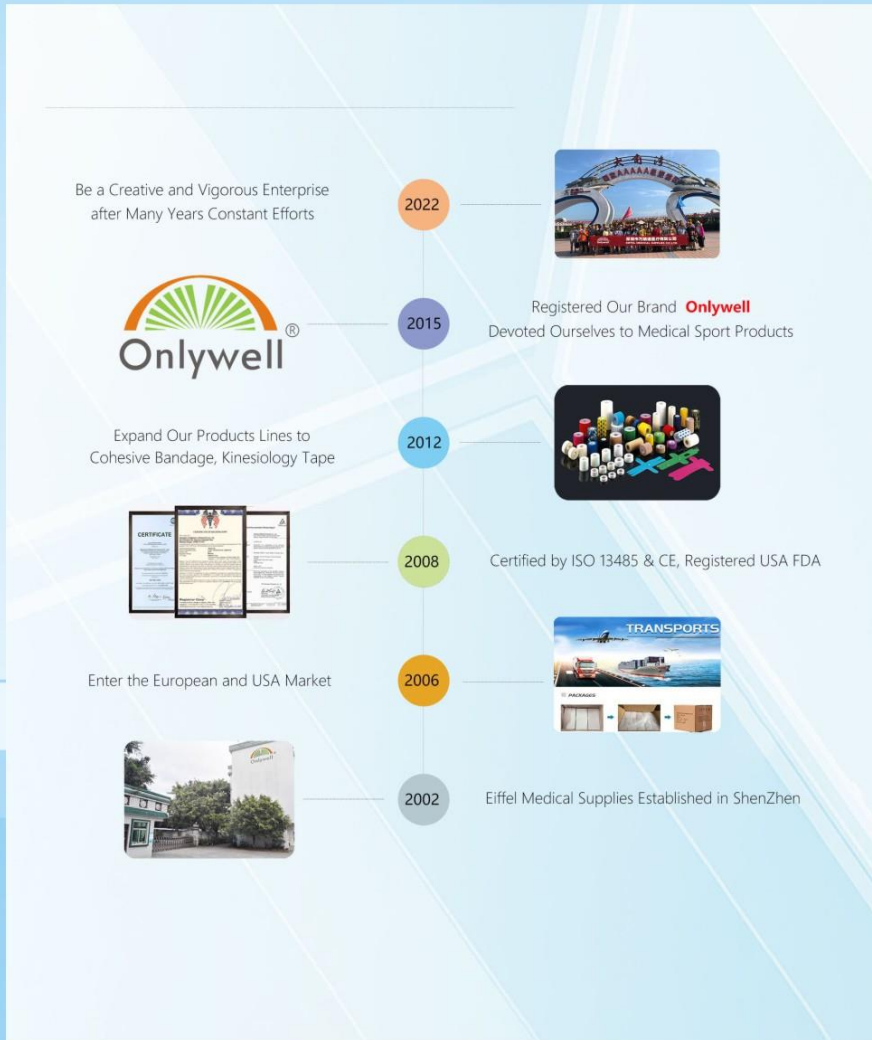 Be a Creative and Vigorous Enterprise
after Many Years Constant Efforts
2022
Onlywell®
2015
Registered Our Brand Onlywell
Devoted Ourselves to Medical Sport Products
Expand Our Products Lines to
Cohesive Bandage, Kinesiology Tape
2012
CERTIFICATE
2008
Certified by ISO 13485 & CE, Registered USA FDA
Enter the European and USA Market
2006
TRANSPORTS
PACKAGES
Onlywell
2002
Eiffel Medical Supplies Established in ShenZhen